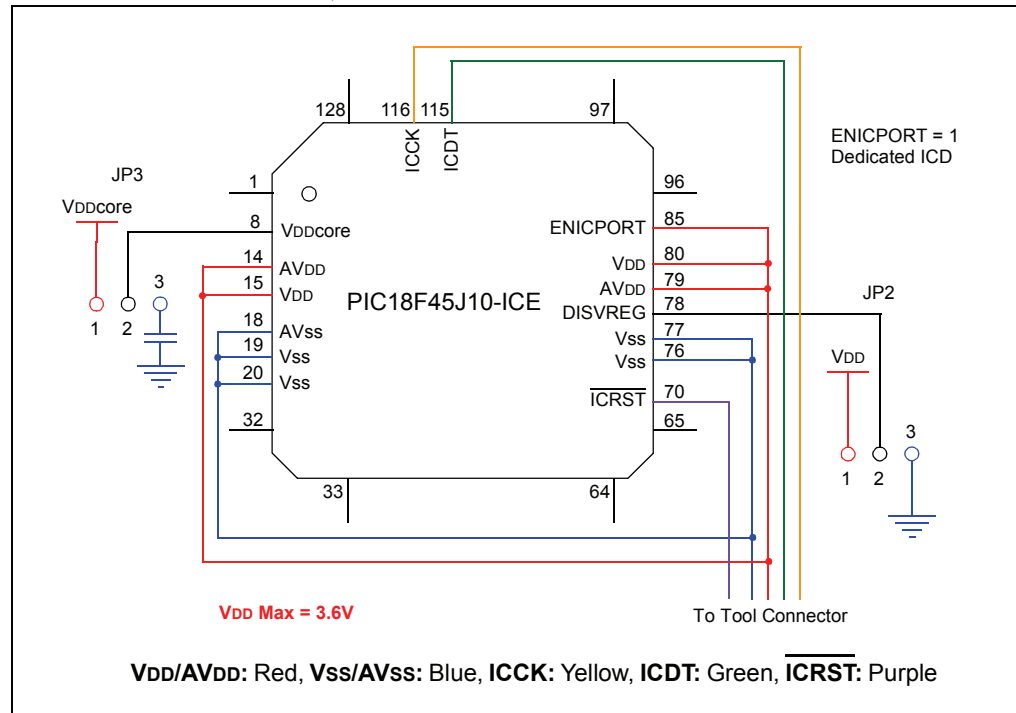 128
116
115
97
ICCK
ICDT
ENICPORT = 1
Dedicated ICD
JP3
VDDcore
1
96
8
VDDcore
ENICPORT
85
14
AVDD
VDD
80
15
VDD
AVDD
79
3
PIC18F45J10-ICE
DISVREG
78
JP2
1
2
18
AVss
Vss
77
19
Vss
Vss
76
VDD
20
Vss
ICRST
70
32
65
3
1
2
33
64
VDD Max = 3.6V
To Tool Connector
VDD/AVDD: Red, Vss/AVss: Blue, ICCK: Yellow, ICDT: Green, ICRST: Purple